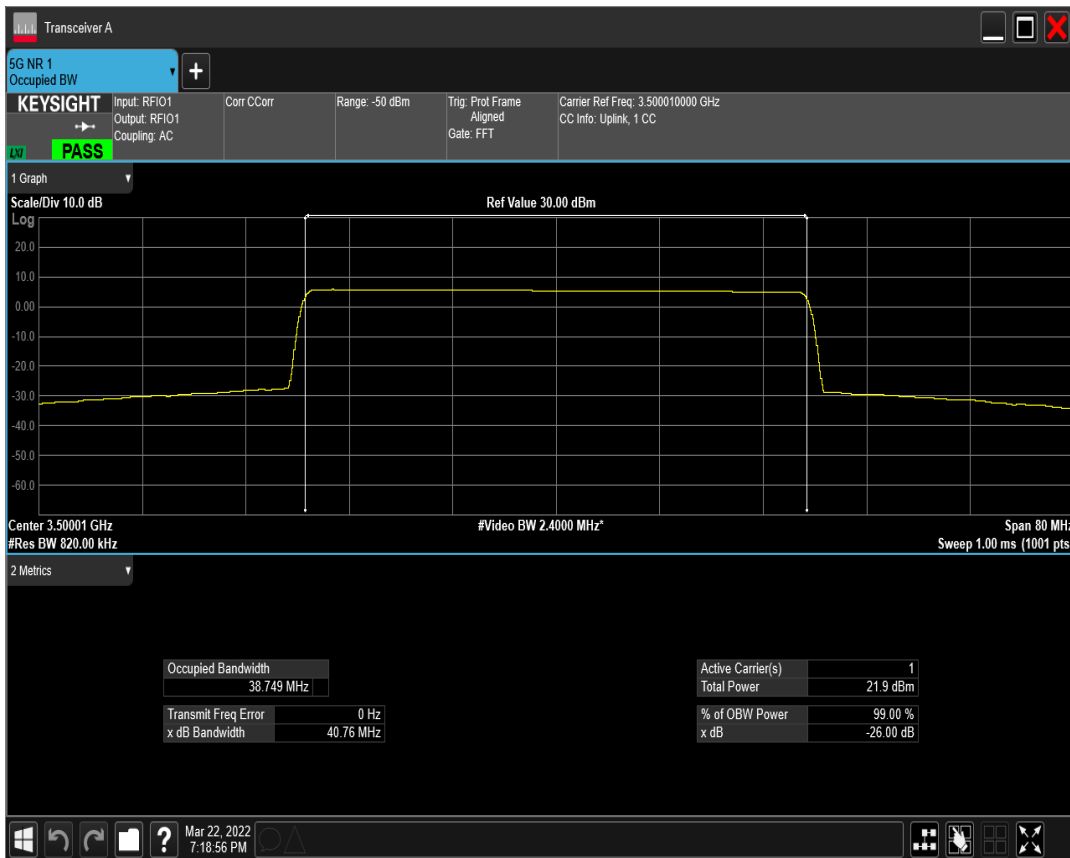 Transceiver A
5G NR 1
Occupied BW
+
KEYSIGHT
Input: RFIO1
Output: RFIO1
Coupling: AC
LXI
PASS
Corr CCorr
Range: -50 dBm
Trig: Prot Frame
Aligned
Gate: FFT
Carrier Ref Freq: 3.500010000 GHz
CC Info: Uplink, 1 CC
1 Graph
Scale/Div 10.0 dB
Ref Value 30.00 dBm
Log
20.0
10.0
0.00
-10.0
-20.0
-30.0
-40.0
-50.0
-60.0
Center 3.50001 GHz
#Video BW 2.4000 MHz*
Span 80 MHz
#Res BW 820.00 kHz
Sweep 1.00 ms (1001 pts
2 Metrics
Occupied Bandwidth
38.749 MHz
Transmit Freq Error 0 Hz
x dB Bandwidth 40.76 MHz
Active Carrier(s) 1
Total Power 21.9 dBm
% of OBW Power 99.00 %
x dB -26.00 dB
?
Mar 22, 2022
7:18:56 PM